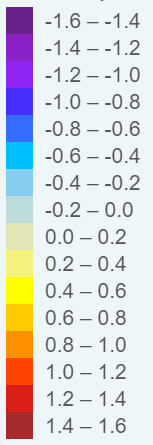 -1.6 – -1.4
-1.4 – -1.2
-1.2 – -1.0
-1.0 – -0.8
-0.8 – -0.6
-0.6 – -0.4
-0.4 – -0.2
-0.2 – 0.0
0.0 – 0.2
0.2 – 0.4
0.4 – 0.6
0.6 – 0.8
0.8 – 1.0
1.0 – 1.2
1.2 – 1.4
1.4 – 1.6